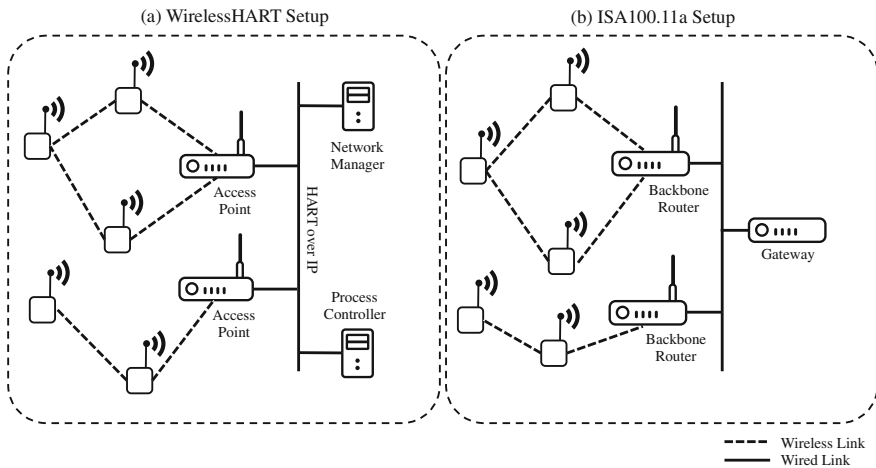 (a) WirelessHART Setup
Network
Manager
Access
Point
HART over IP
Process
Controller
Access
Point
(b) ISA100.11a Setup
Backbone
Router
Gateway
Backbone
Router
Wireless Link
Wired Link